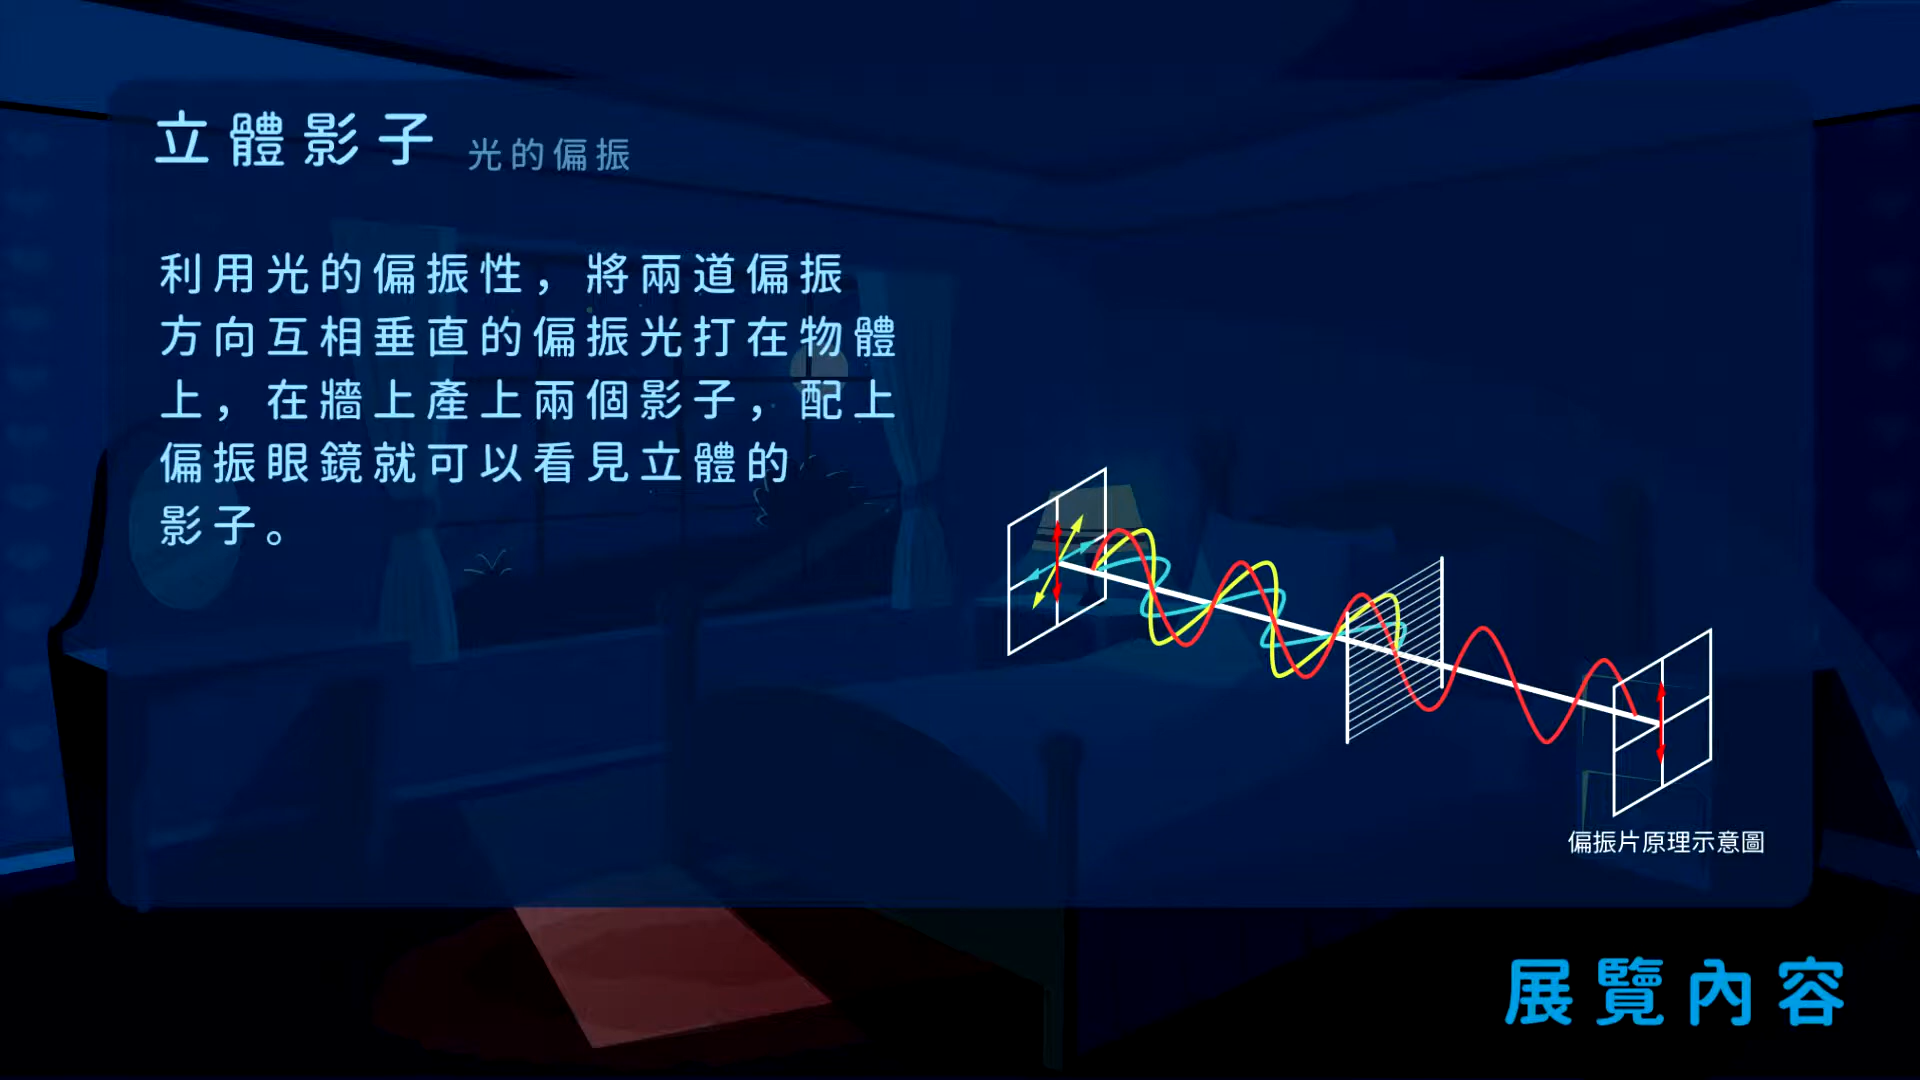 立體影子 光的偏振
利用光的偏振性，將兩道偏振
方向互相垂直的偏振光打在物體
上，在牆上產上兩個影子，配上
偏振眼鏡就可以看見立體的
影子。
偏振片原理示意圖
展覽內容